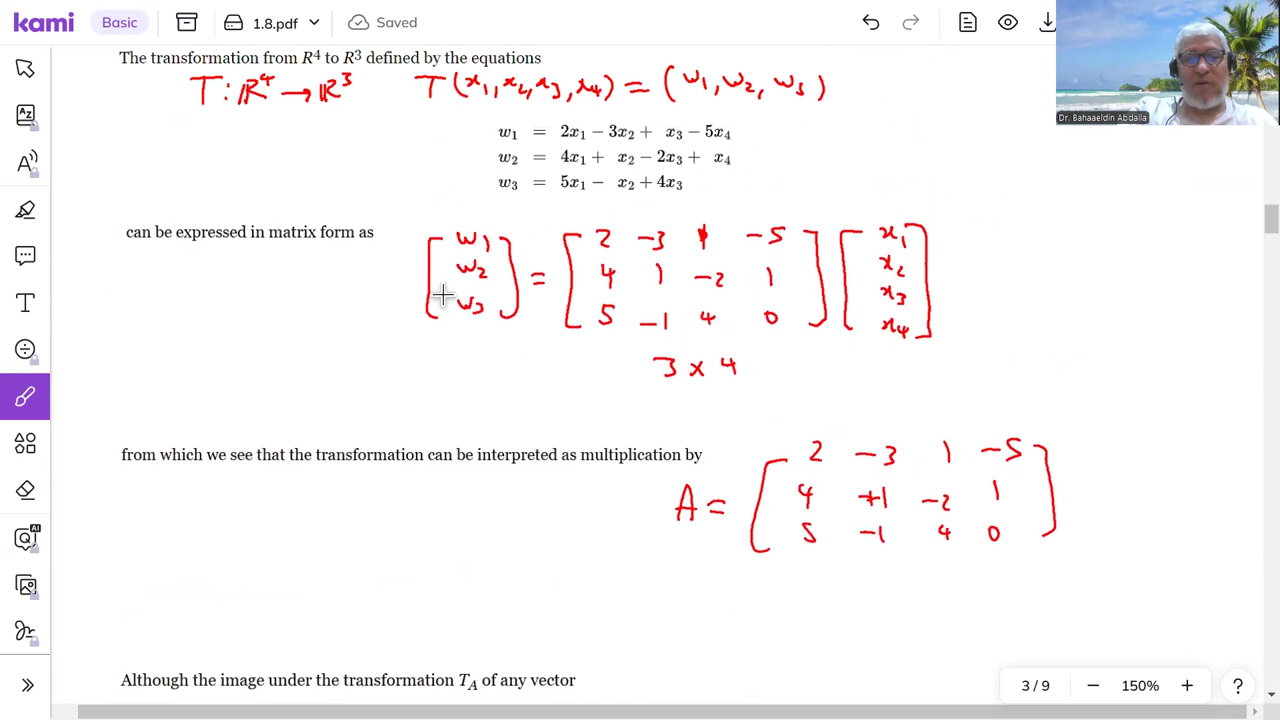 kami Basic 1.8.pdf Saved
Dr. Bahaaeldin Abdalla
The transformation from R⁴ to R³ defined by the equations
T : ℝ⁴ → ℝ³ T(x₁, x₂, x₃, x₄) = (w₁, w₂, w₃)
w₁ = 2x₁ − 3x₂ + x₃ − 5x₄
w₂ = 4x₁ + x₂ − 2x₃ + x₄
w₃ = 5x₁ − x₂ + 4x₃
can be expressed in matrix form as
[w₁] = [2 −3 1 −5] [x₁]
[w₂] [4 1 −2 1] [x₂]
[w₃] [5 −1 4 0] [x₃]
[x₄]
3 × 4
from which we see that the transformation can be interpreted as multiplication by
[2 −3 1 −5]
A = [4 +1 −2 1]
[5 −1 4 0]
Although the image under the transformation T_A of any vector
3 / 9 − 150% + ?